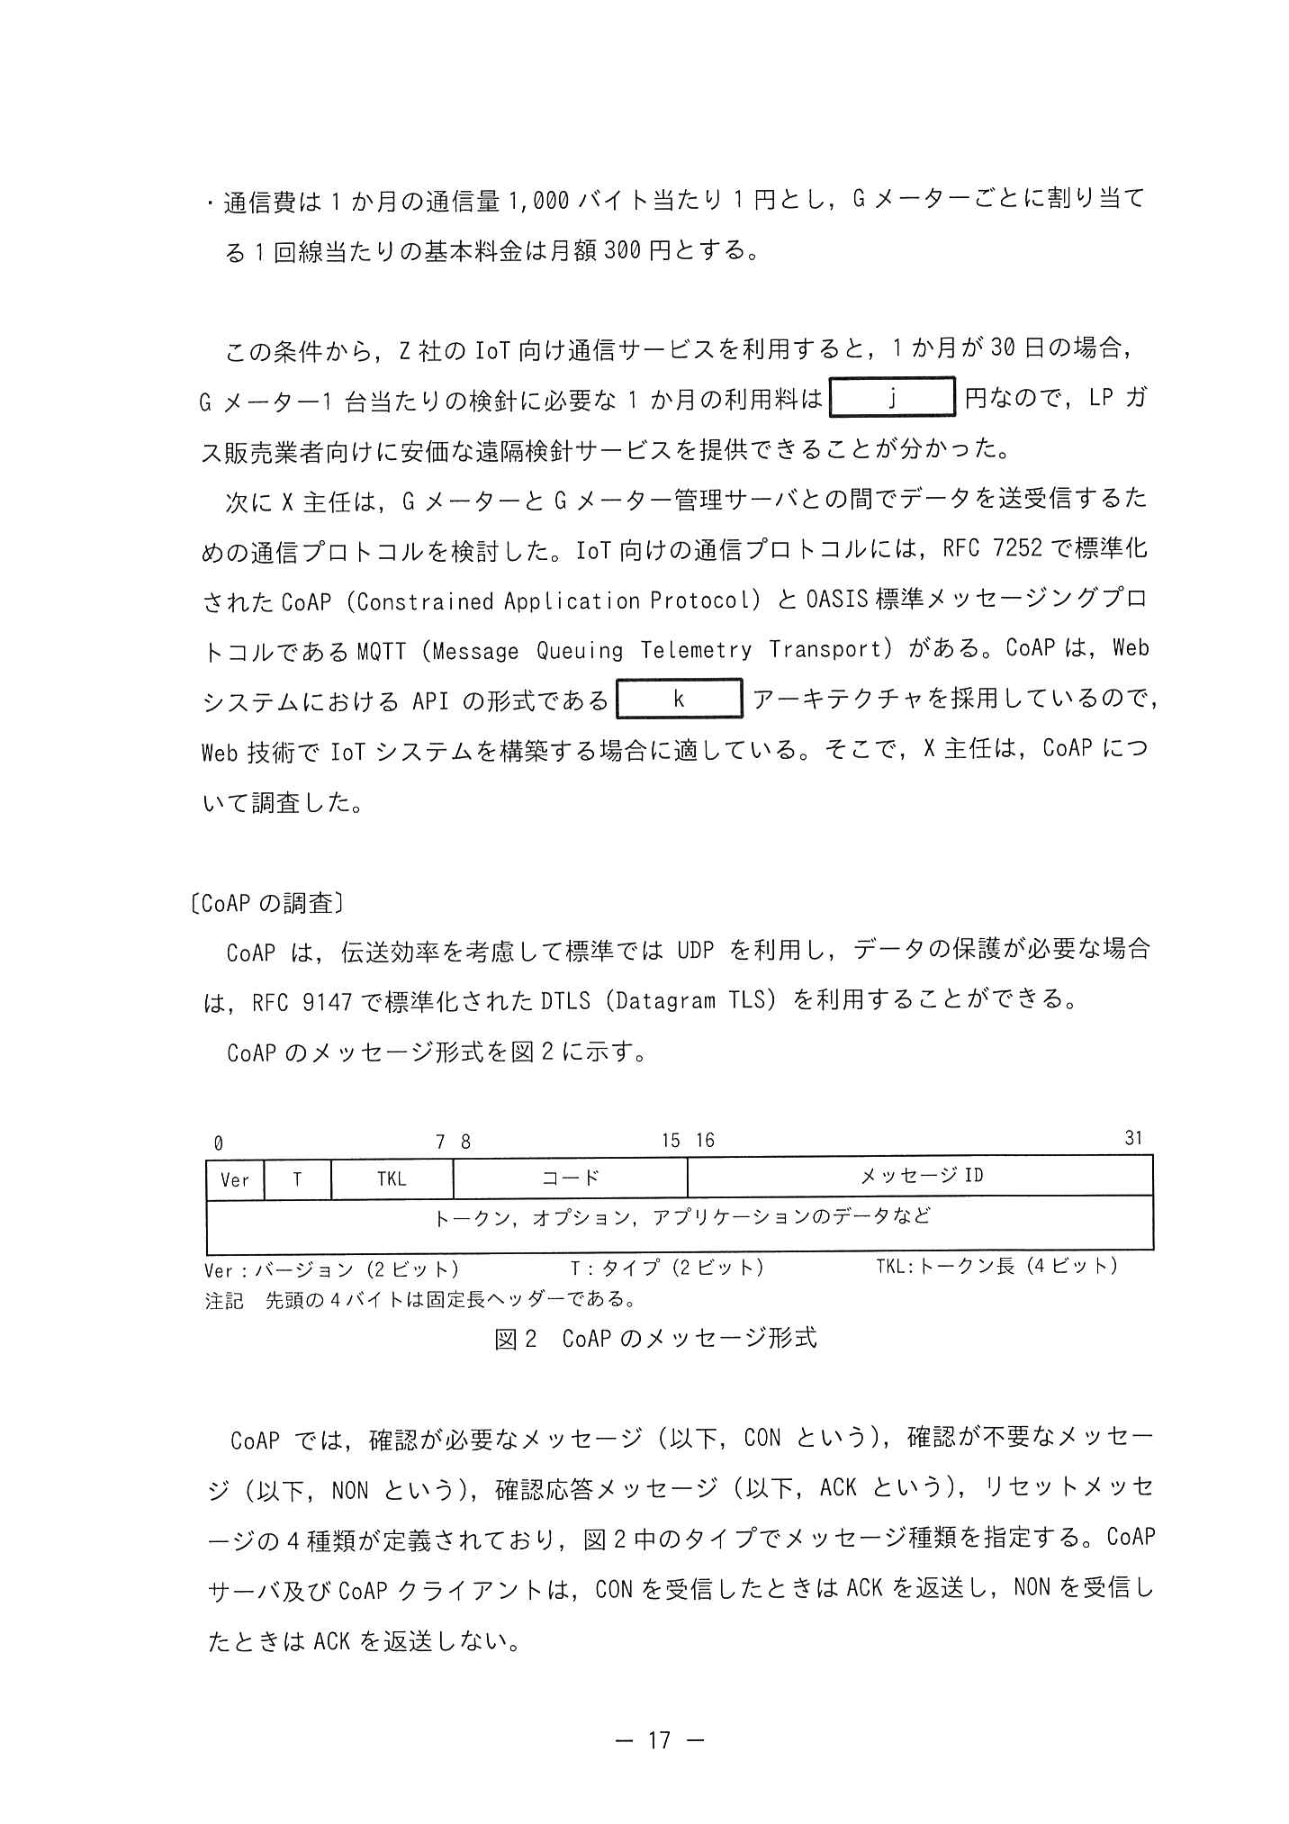 ・通信費は1か月の通信量1,000バイト当たり1円とし，Gメーターごとに割り当て
る1回線当たりの基本料金は月額300円とする。
この条件から，Z社のIoT向け通信サービスを利用すると，1か月が30日の場合，
Gメーター1台当たりの検針に必要な1か月の利用料は j 円なので，LPガ
ス販売業者向けに安価な遠隔検針サービスを提供できることが分かった。
次にX主任は，GメーターとGメーター管理サーバとの間でデータを送受信するた
めの通信プロトコルを検討した。IoT向けの通信プロトコルには，RFC 7252で標準化
されたCoAP（Constrained Application Protocol）とOASIS標準メッセージングプロ
トコルであるMQTT（Message Queuing Telemetry Transport）がある。CoAPは，Web
システムにおけるAPIの形式である k アーキテクチャを採用しているので，
Web技術でIoTシステムを構築する場合に適している。そこで，X主任は，CoAPにつ
いて調査した。
〔CoAPの調査〕
CoAPは，伝送効率を考慮して標準ではUDPを利用し，データの保護が必要な場合
は，RFC 9147で標準化されたDTLS（Datagram TLS）を利用することができる。
CoAPのメッセージ形式を図2に示す。
0 7 8 15 16 31
Ver T TKL コード メッセージID
トークン，オプション，アプリケーションのデータなど
Ver：バージョン（2ビット） T：タイプ（2ビット） TKL：トークン長（4ビット）
注記 先頭の4バイトは固定長ヘッダーである。
図2 CoAPのメッセージ形式
CoAPでは，確認が必要なメッセージ（以下，CONという），確認が不要なメッセー
ジ（以下，NONという），確認応答メッセージ（以下，ACKという），リセットメッセ
ージの4種類が定義されており，図2中のタイプでメッセージ種類を指定する。CoAP
サーバ及びCoAPクライアントは，CONを受信したときはACKを返送し，NONを受信し
たときはACKを返送しない。
－ 17 －